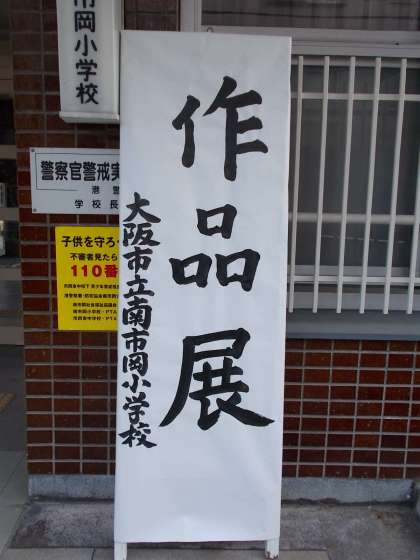 作品展
大阪市立南市岡小学校
市岡小学校
警察官警戒実
港警
学校長
子供を守ろ
不審者見たら
110番